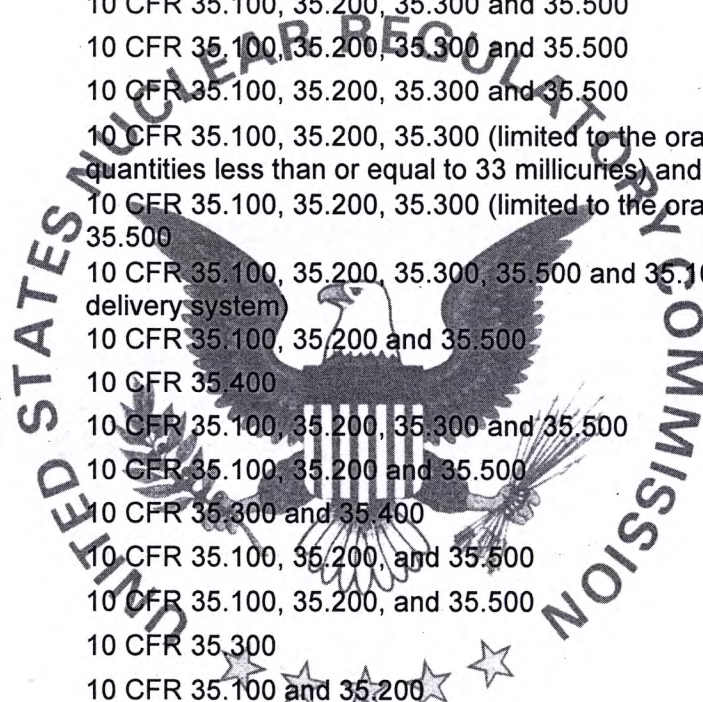 10 CFR 35.100, 35.200, 35.300 and 35.500
10 CFR 35.100, 35.200, 35.300 and 35.500
10 CFR 35.100, 35.200, 35.300 and 35.500
10 CFR 35.100, 35.200, 35.300 (limited to the ora
quantities less than or equal to 33 millicuries) and
10 CFR 35.100, 35.200, 35.300 (limited to the ora
35.500
10 CFR 35.100, 35.200, 35.300, 35.500 and 35.10
delivery system)
10 CFR 35.100, 35.200 and 35.500
10 CFR 35.400
10 CFR 35.100, 35.200, 35.300 and 35.500
10 CFR 35.100, 35.200 and 35.500
10 CFR 35.300 and 35.400
10 CFR 35.100, 35.200, and 35.500
10 CFR 35.100, 35.200, and 35.500
10 CFR 35.300
10 CFR 35.100 and 35.200
UNITED STATES NUCLEAR REGULATORY COMMISSION